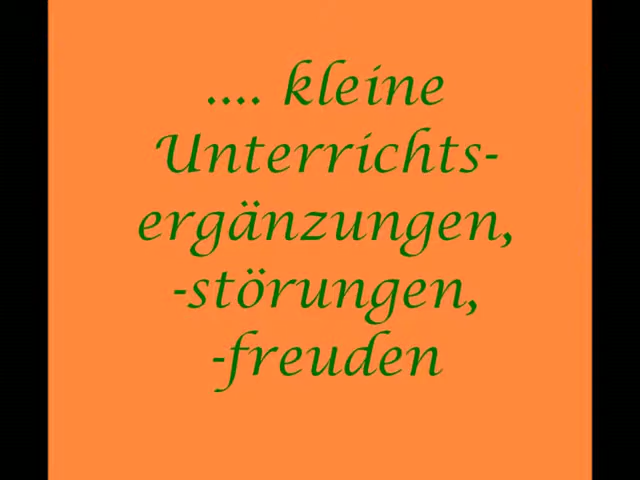 .... kleine
Unterrichts-
ergänzungen,
-störungen,
-freuden